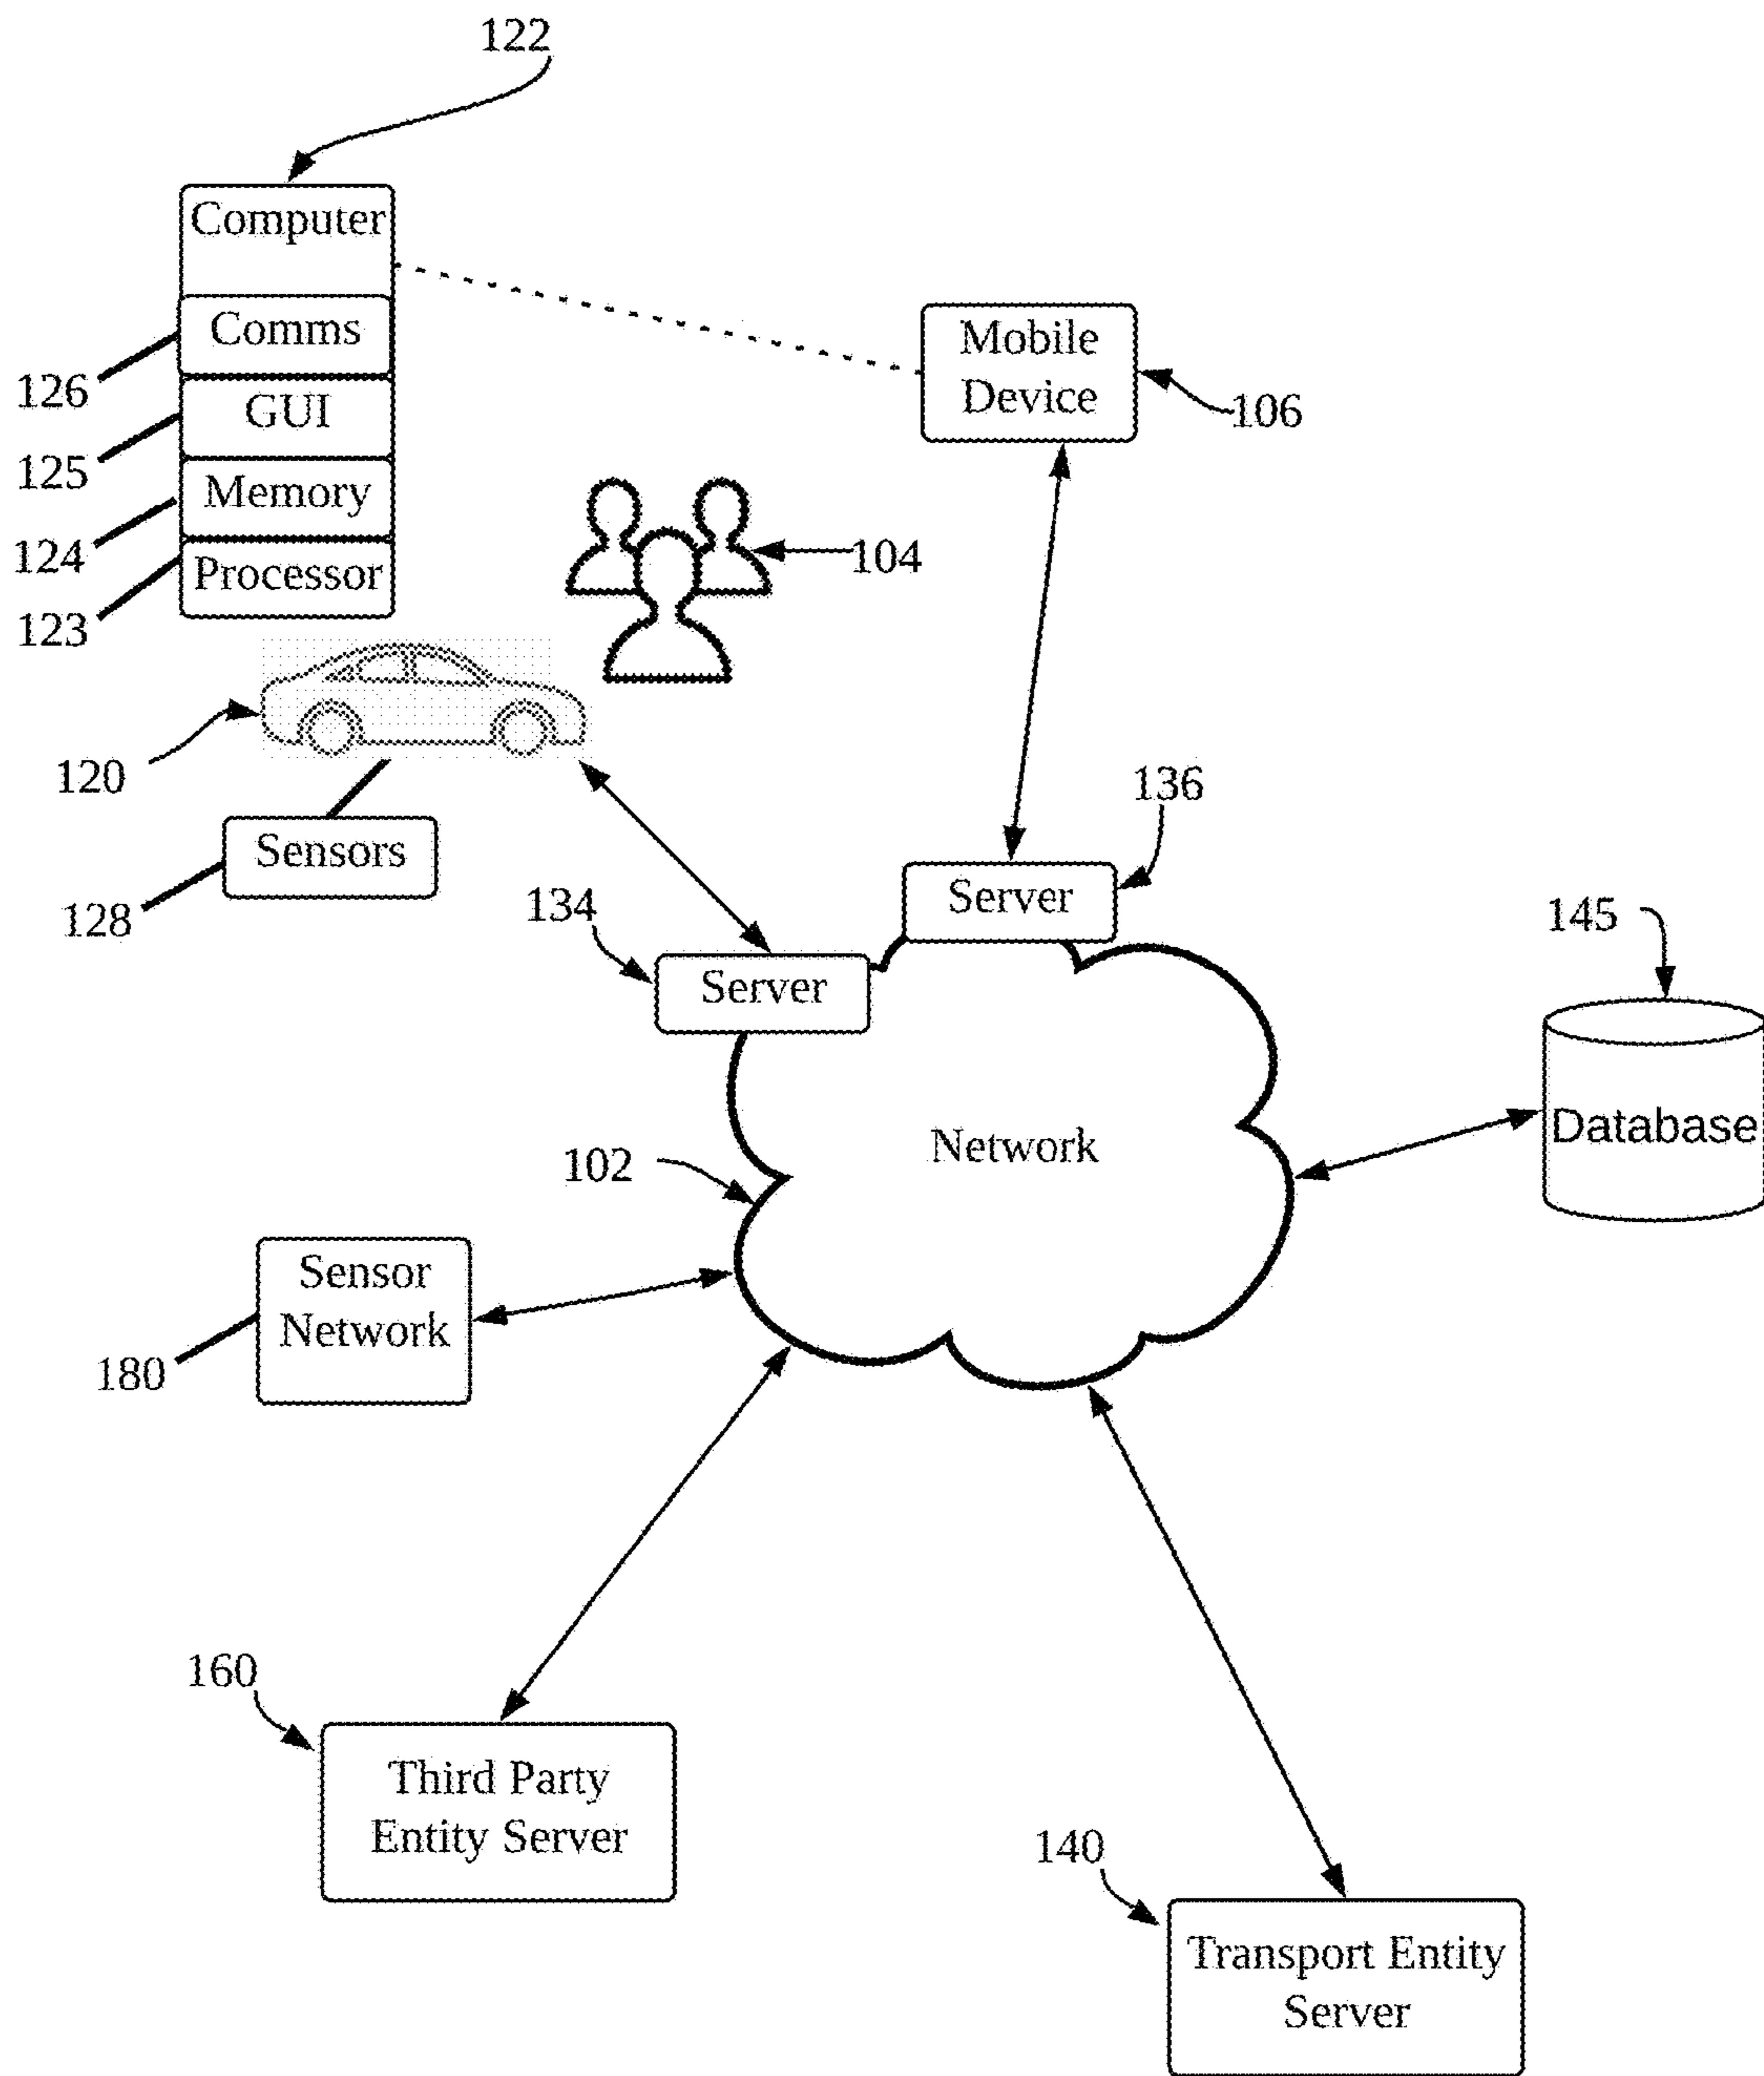 122
Computer
Comms
126
GUI
125
Memory
124
Processor
123
Mobile
Device
106
104
120
Sensors
128
136
Server
134
Server
145
Database
Network
102
Sensor
Network
180
160
Third Party
Entity Server
140
Transport Entity
Server